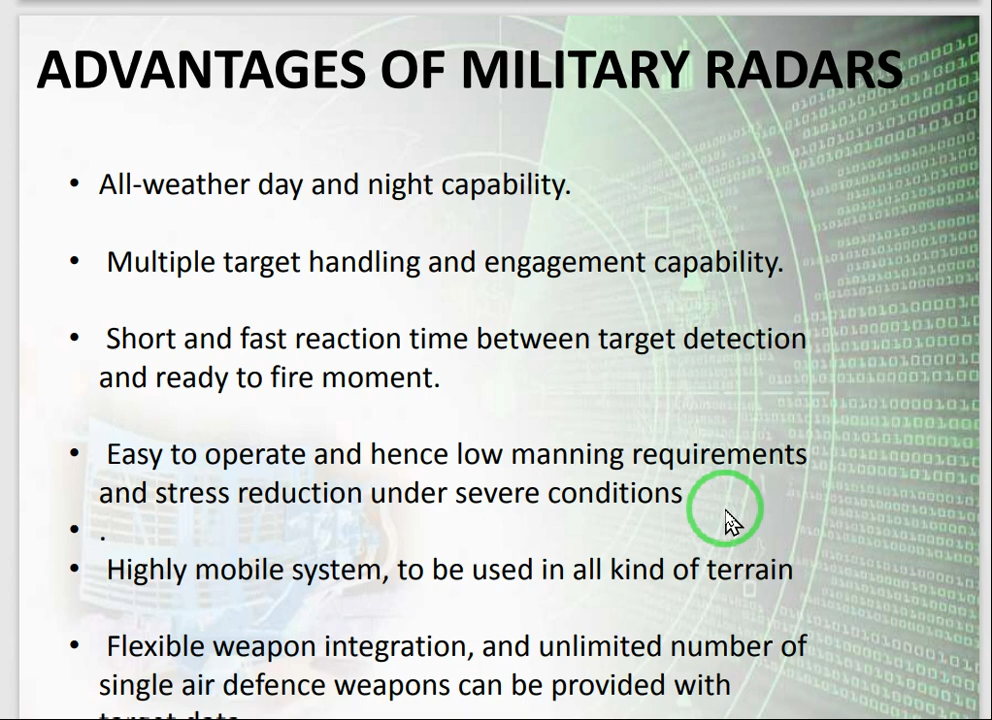 ADVANTAGES OF MILITARY RADARS
• All-weather day and night capability.
• Multiple target handling and engagement capability.
• Short and fast reaction time between target detection
and ready to fire moment.
• Easy to operate and hence low manning requirements
and stress reduction under severe conditions
• .
• Highly mobile system, to be used in all kind of terrain
• Flexible weapon integration, and unlimited number of
single air defence weapons can be provided with
target data